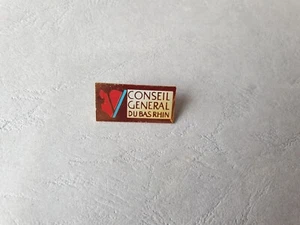 CONSEIL
GENERAL
DU BAS RHIN